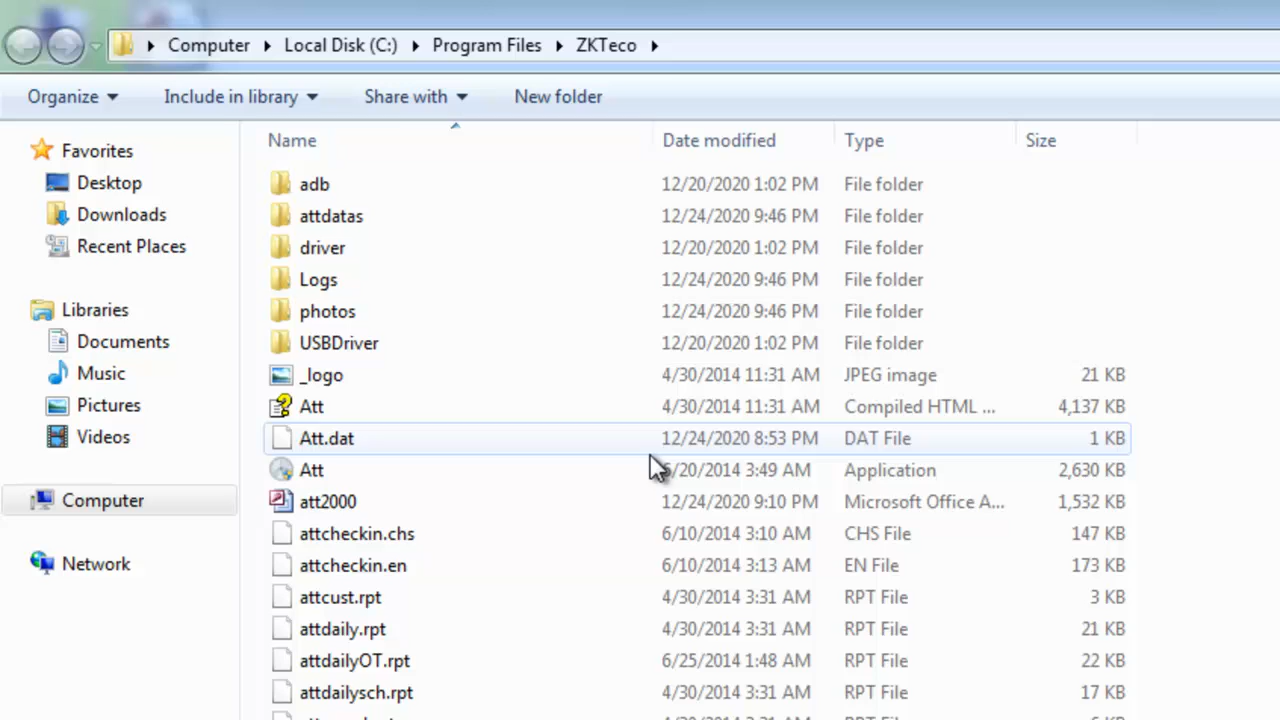 Computer Local Disk (C:) Program Files ZKTeco
Organize Include in library Share with New folder
Name Date modified Type Size
Favorites
Desktop
Downloads
Recent Places
Libraries
Documents
Music
Pictures
Videos
Computer
Network
adb 12/20/2020 1:02 PM File folder
attdatas 12/24/2020 9:46 PM File folder
driver 12/20/2020 1:02 PM File folder
Logs 12/24/2020 9:46 PM File folder
photos 12/24/2020 9:46 PM File folder
USBDriver 12/20/2020 1:02 PM File folder
_logo 4/30/2014 11:31 AM JPEG image 21 KB
Att 4/30/2014 11:31 AM Compiled HTML ... 4,137 KB
Att.dat 12/24/2020 8:53 PM DAT File 1 KB
Att /20/2014 3:49 AM Application 2,630 KB
att2000 12/24/2020 9:10 PM Microsoft Office A... 1,532 KB
attcheckin.chs 6/10/2014 3:10 AM CHS File 147 KB
attcheckin.en 6/10/2014 3:13 AM EN File 173 KB
attcust.rpt 4/30/2014 3:31 AM RPT File 3 KB
attdaily.rpt 4/30/2014 3:31 AM RPT File 21 KB
attdailyOT.rpt 6/25/2014 1:48 AM RPT File 22 KB
attdailysch.rpt 4/30/2014 3:31 AM RPT File 17 KB